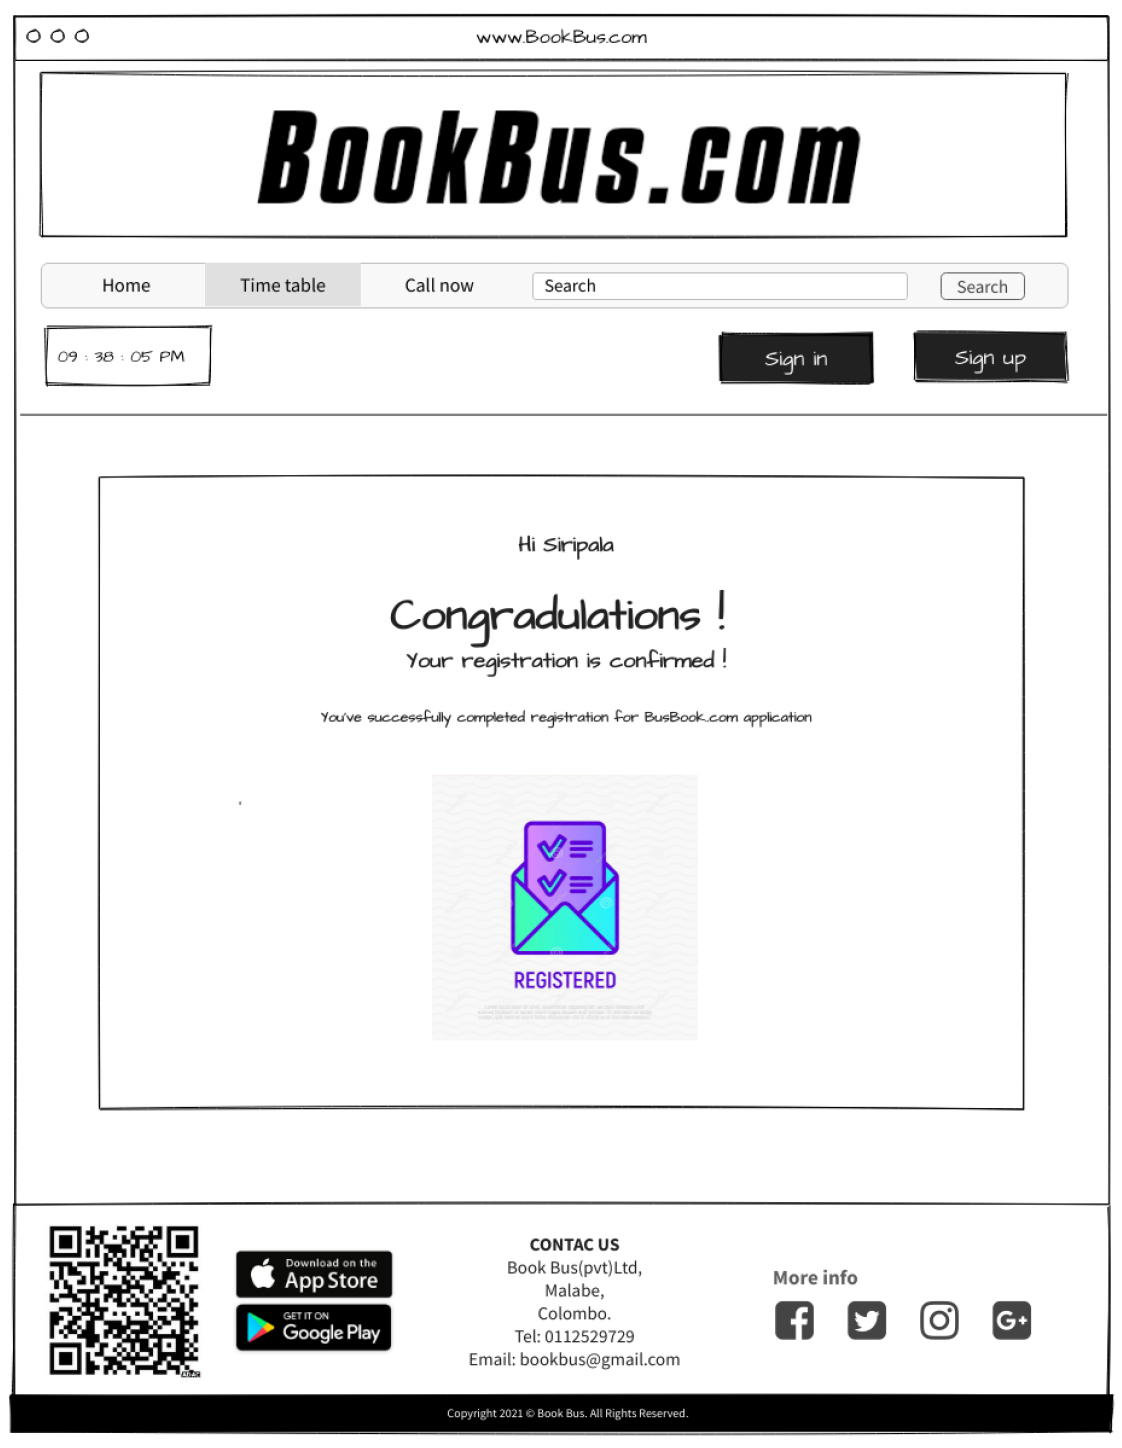 www.BookBus.com
BookBus.com
Home Time table Call now Search Search
09 : 38 : 05 PM
Sign in Sign up
Hi Siripala
Congradulations !
Your registration is confirmed !
You've successfully completed registration for BusBook.com application
REGISTERED
Download on the
App Store
GET IT ON
Google Play
CONTAC US
Book Bus(pvt)Ltd,
Malabe,
Colombo.
Tel: 0112529729
Email: bookbus@gmail.com
More info
Copyright 2021 © Book Bus. All Rights Reserved.